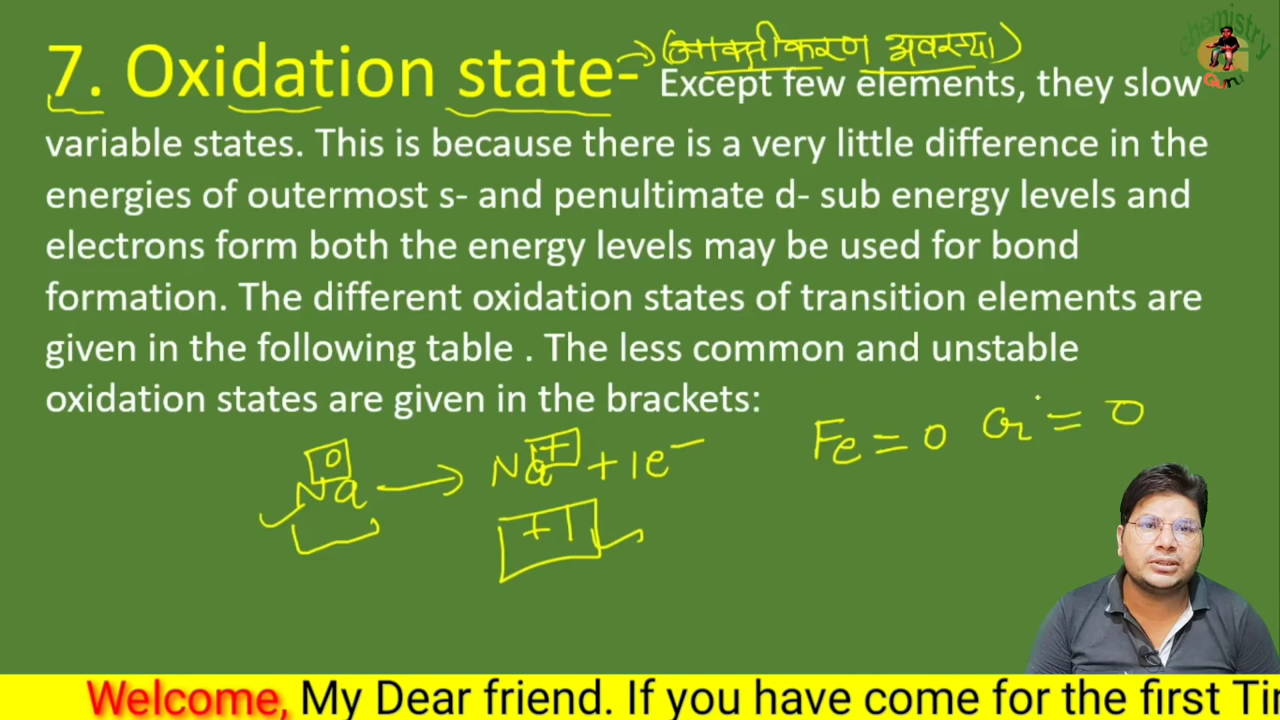 (आक्सीकरण अवस्था)
7. Oxidation state- Except few elements, they slow
variable states. This is because there is a very little difference in the
energies of outermost s- and penultimate d- sub energy levels and
electrons form both the energy levels may be used for bond
formation. The different oxidation states of transition elements are
given in the following table . The less common and unstable
oxidation states are given in the brackets:
chemistry
Guru
Fe = 0 Cr = 0
0
Na → Na+ + 1e−
+1
Welcome, My Dear friend. If you have come for the first